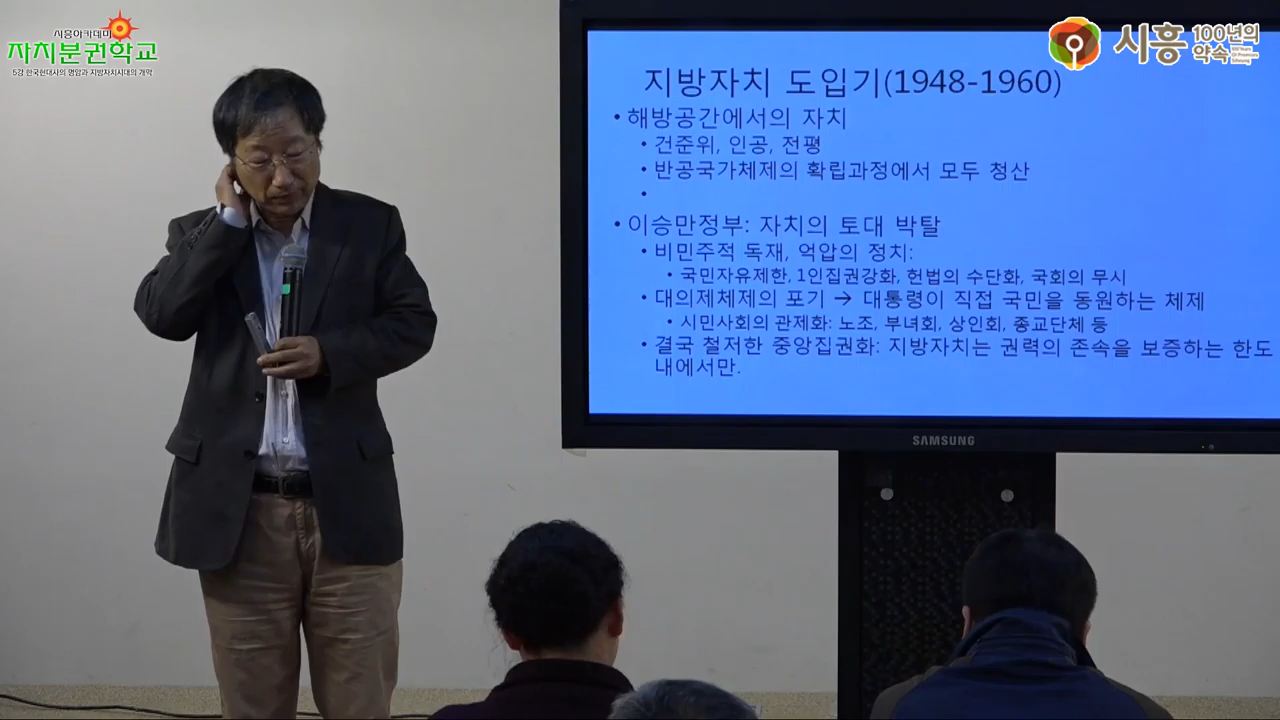 시흥아카데미
자치분권학교
5강 한국현대사의 명암과 지방자치시대의 개막
시흥 100년의 약속
지방자치 도입기(1948-1960)
• 해방공간에서의 자치
• 건준위, 인공, 전평
• 반공국가체제의 확립과정에서 모두 청산
•
• 이승만정부: 자치의 토대 박탈
• 비민주적 독재, 억압의 정치:
• 국민자유제한, 1인집권강화, 헌법의 수단화, 국회의 무시
• 대의제체제의 포기 → 대통령이 직접 국민을 동원하는 체제
• 시민사회의 관제화: 노조, 부녀회, 상인회, 종교단체 등
• 결국 철저한 중앙집권화: 지방자치는 권력의 존속을 보증하는 한도
내에서만.
SAMSUNG